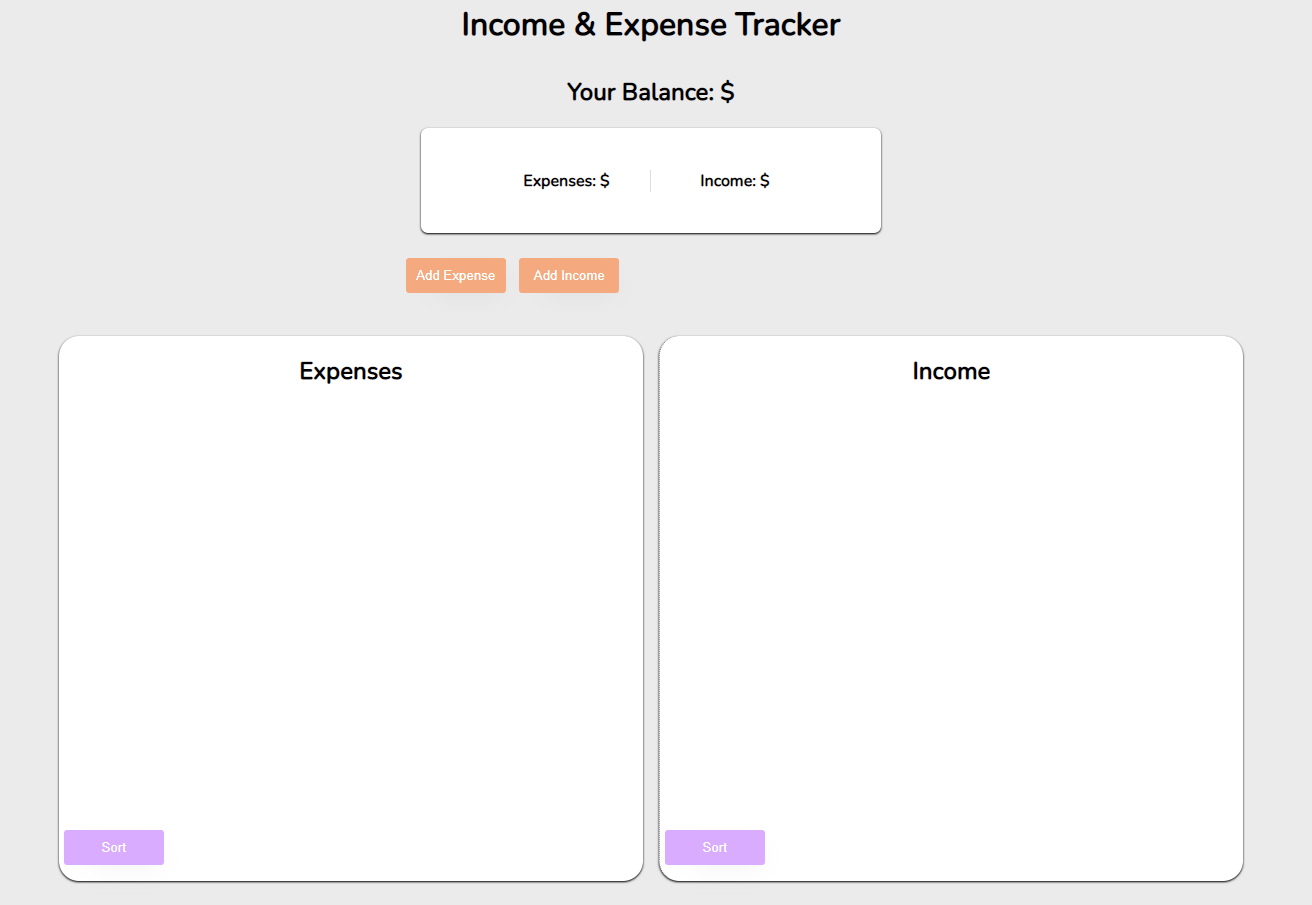 Income & Expense Tracker
Your Balance: $
Expenses: $ Income: $
Add Expense Add Income
Expenses
Income
Sort
Sort